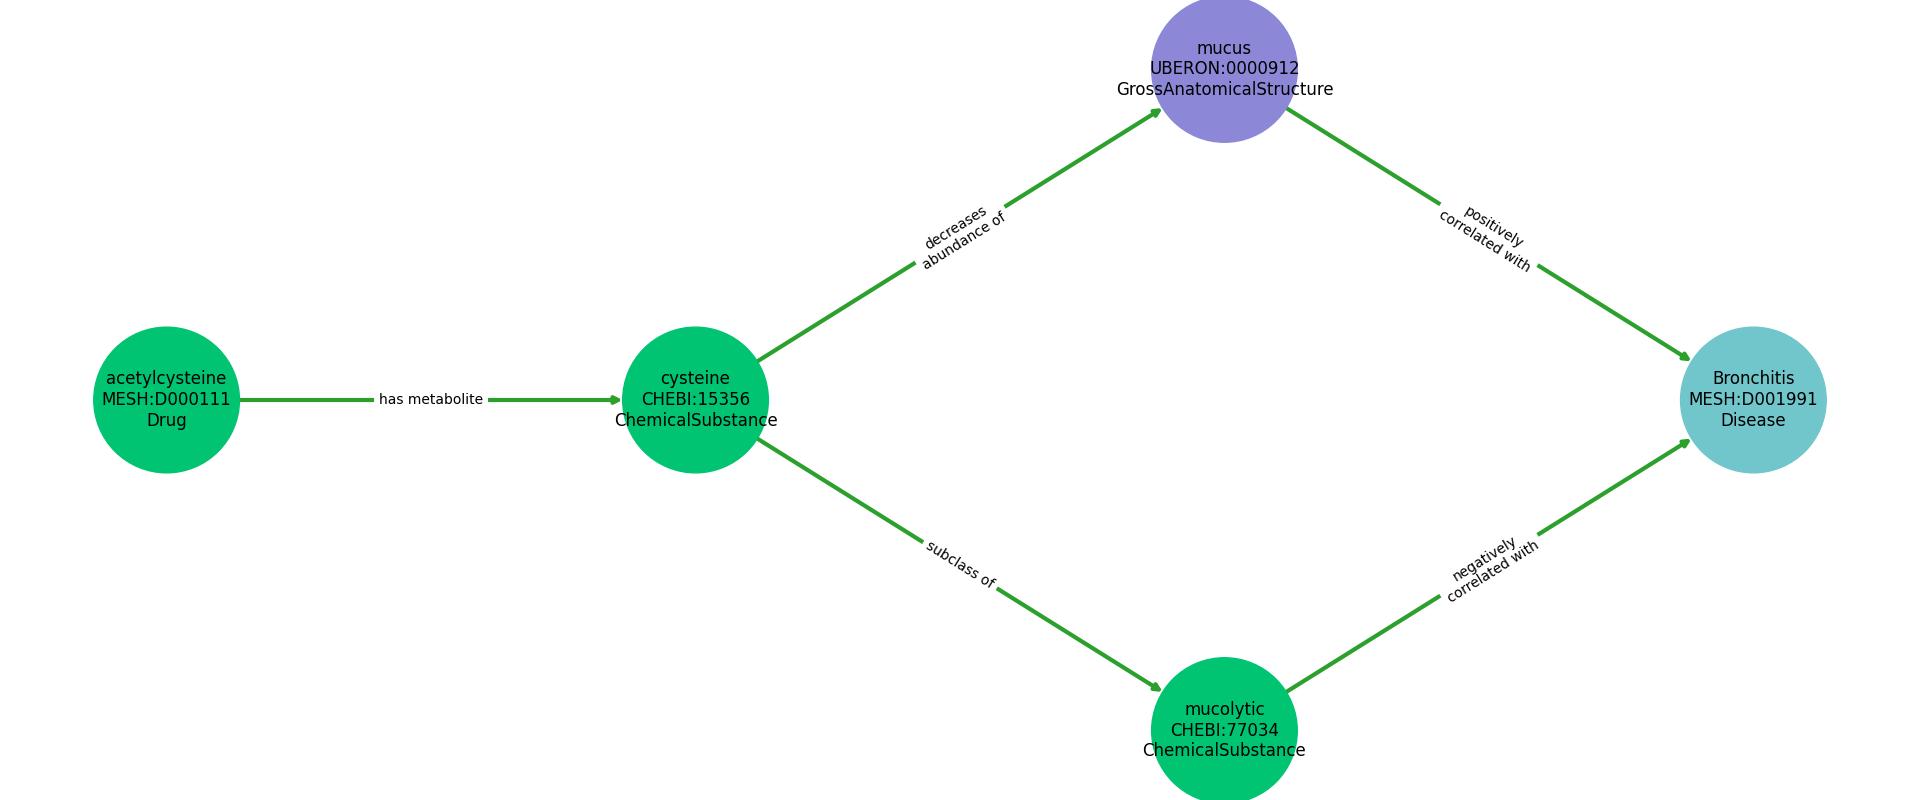 mucus
UBERON:0000912
GrossAnatomicalStructure
decreases
abundance of
positively
correlated with
acetylcysteine
MESH:D000111
Drug
has metabolite
cysteine
CHEBI:15356
ChemicalSubstance
Bronchitis
MESH:D001991
Disease
subclass of
negatively
correlated with
mucolytic
CHEBI:77034
ChemicalSubstance